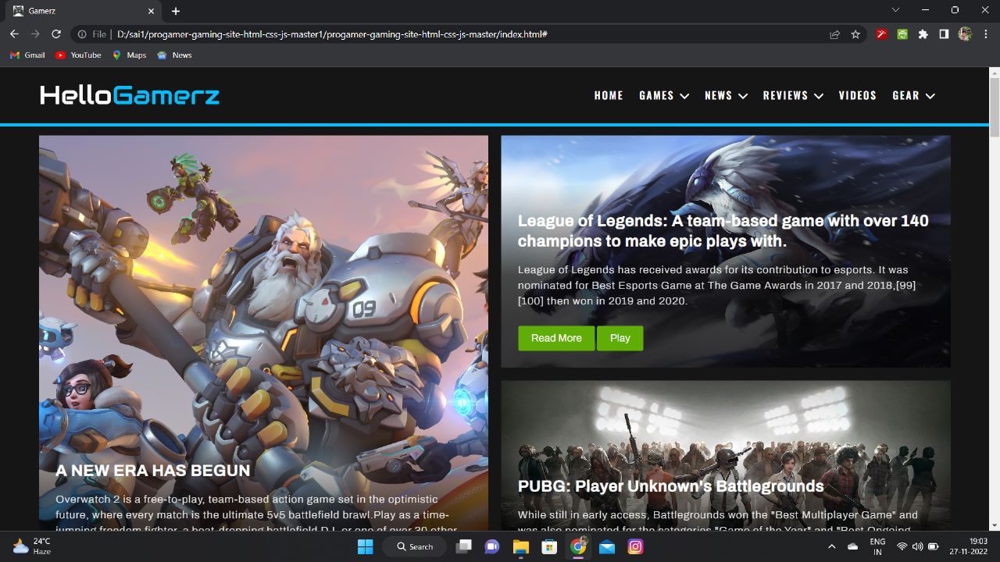 Gamerz
File
D:/sai1/progamer-gaming-site-html-css-js-master1/progamer-gaming-site-html-css-js-master/index.html#
Gmail YouTube Maps News
HelloGamerz
HOME GAMES NEWS REVIEWS VIDEOS GEAR
09
A NEW ERA HAS BEGUN
Overwatch 2 is a free-to-play, team-based action game set in the optimistic
future, where every match is the ultimate 5v5 battlefield brawl.Play as a time-
jumping freedom fighter, a beat-dropping battlefield DJ, or one of over 30 other
League of Legends: A team-based game with over 140
champions to make epic plays with.
League of Legends has received awards for its contribution to esports. It was
nominated for Best Esports Game at The Game Awards in 2017 and 2018,[99]
[100] then won in 2019 and 2020.
Read More Play
PUBG: Player Unknown's Battlegrounds
While still in early access, Battlegrounds won the "Best Multiplayer Game" and
was also nominated for the categories "Game of the Year" and "Best Ongoing
24°C
Haze
Search
ENG
IN
19:03
27-11-2022